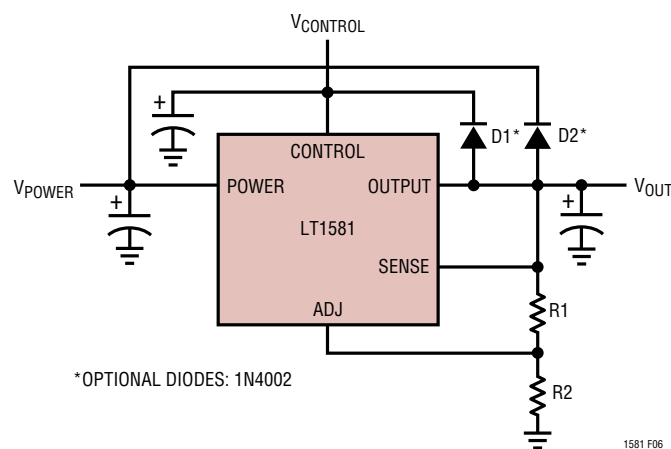 VCONTROL
+
CONTROL
D1*
D2*
VPOWER
POWER
OUTPUT
VOUT
+
+
LT1581
SENSE
ADJ
R1
*OPTIONAL DIODES: 1N4002
R2
1581 F06